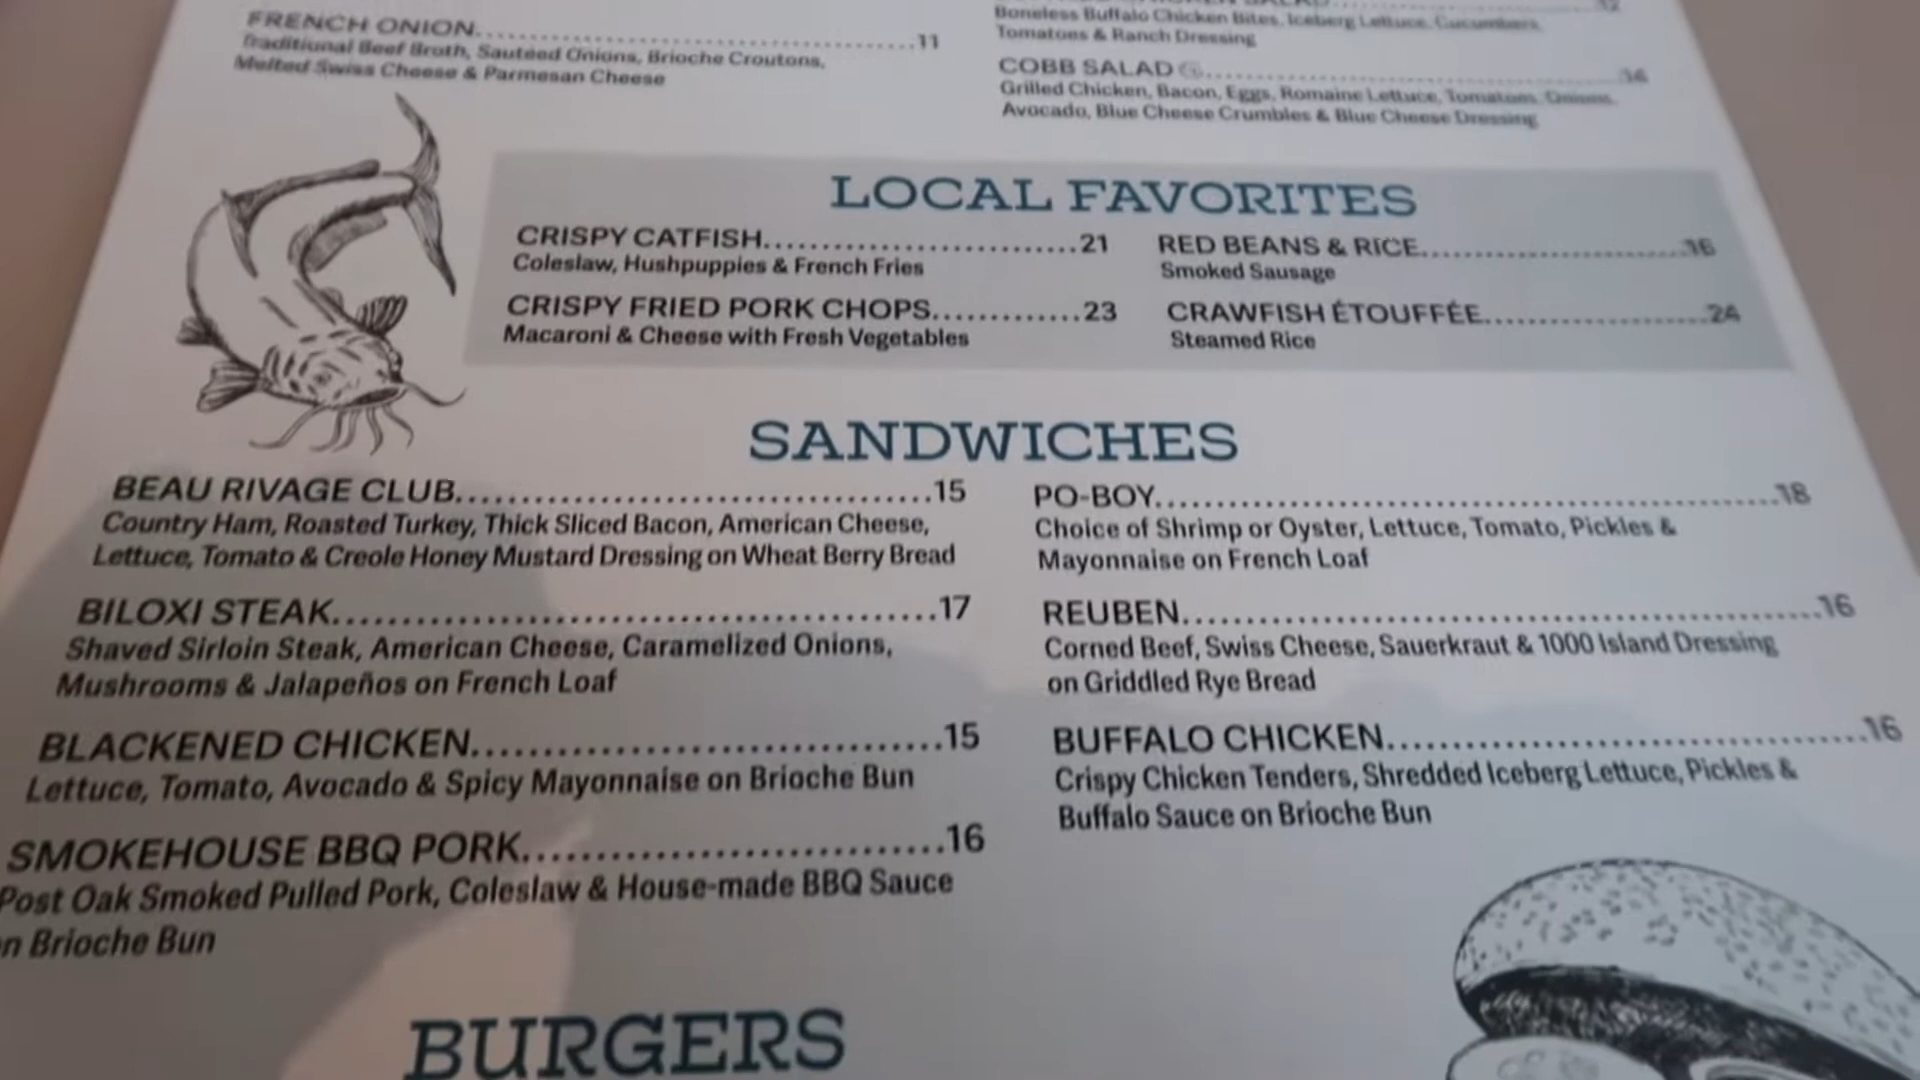 FRENCH ONION........................................11
Traditional Beef Broth, Sauteed Onions, Brioche Croutons,
Melted Swiss Cheese & Parmesan Cheese
Boneless Buffalo Chicken Bites, Iceberg Lettuce, Cucumbers,
Tomatoes & Ranch Dressing
COBB SALAD
Grilled Chicken, Bacon, Eggs, Romaine Lettuce, Tomatoes, Onions,
Avocado, Blue Cheese Crumbles & Blue Cheese Dressing
LOCAL FAVORITES
CRISPY CATFISH............................21
Coleslaw, Hushpuppies & French Fries
CRISPY FRIED PORK CHOPS.............23
Macaroni & Cheese with Fresh Vegetables
RED BEANS & RICE........................16
Smoked Sausage
CRAWFISH ÉTOUFFÉE....................24
Steamed Rice
SANDWICHES
BEAU RIVAGE CLUB.................................15
Country Ham, Roasted Turkey, Thick Sliced Bacon, American Cheese,
Lettuce, Tomato & Creole Honey Mustard Dressing on Wheat Berry Bread
BILOXI STEAK...........................................17
Shaved Sirloin Steak, American Cheese, Caramelized Onions,
Mushrooms & Jalapeños on French Loaf
BLACKENED CHICKEN................................15
Lettuce, Tomato, Avocado & Spicy Mayonnaise on Brioche Bun
SMOKEHOUSE BBQ PORK.............................16
Post Oak Smoked Pulled Pork, Coleslaw & House-made BBQ Sauce
n Brioche Bun
PO-BOY..................................................18
Choice of Shrimp or Oyster, Lettuce, Tomato, Pickles &
Mayonnaise on French Loaf
REUBEN..................................................16
Corned Beef, Swiss Cheese, Sauerkraut & 1000 Island Dressing
on Griddled Rye Bread
BUFFALO CHICKEN...................................16
Crispy Chicken Tenders, Shredded Iceberg Lettuce, Pickles &
Buffalo Sauce on Brioche Bun
BURGERS